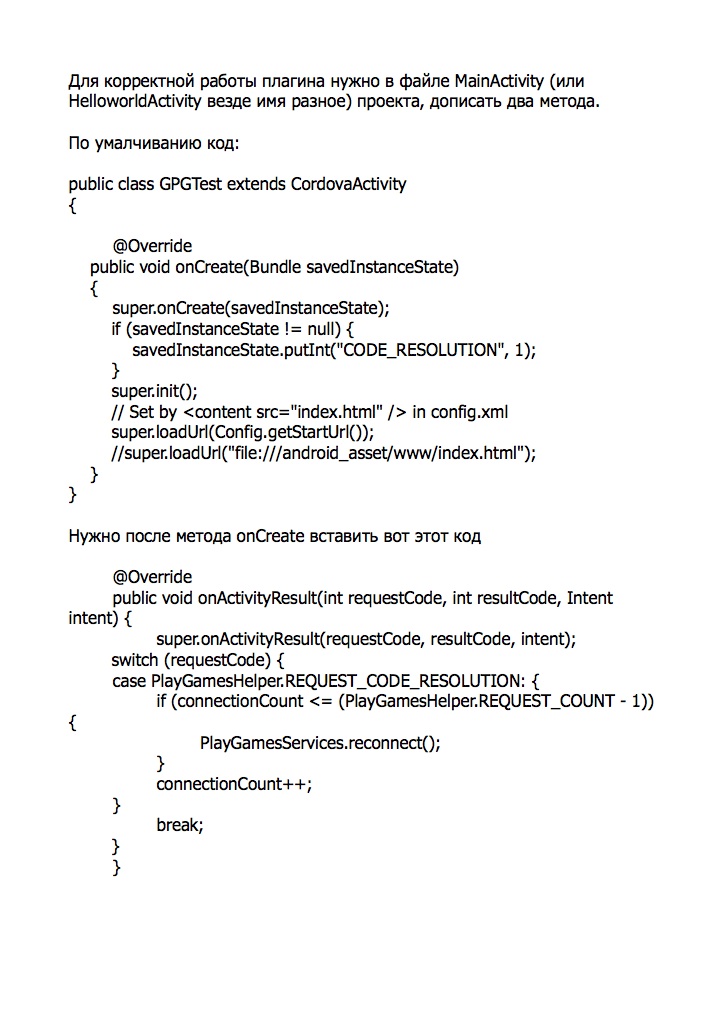 Для корректной работы плагина нужно в файле MainActivity (или
HelloworldActivity везде имя разное) проекта, дописать два метода.
По умалчиванию код:
public class GPGTest extends CordovaActivity
{
@Override
public void onCreate(Bundle savedInstanceState)
{
super.onCreate(savedInstanceState);
if (savedInstanceState != null) {
savedInstanceState.putInt("CODE_RESOLUTION", 1);
}
super.init();
// Set by <content src="index.html" /> in config.xml
super.loadUrl(Config.getStartUrl());
//super.loadUrl("file:///android_asset/www/index.html");
}
}
Нужно после метода onCreate вставить вот этот код
@Override
public void onActivityResult(int requestCode, int resultCode, Intent
intent) {
super.onActivityResult(requestCode, resultCode, intent);
switch (requestCode) {
case PlayGamesHelper.REQUEST_CODE_RESOLUTION: {
if (connectionCount <= (PlayGamesHelper.REQUEST_COUNT - 1))
{
PlayGamesServices.reconnect();
}
connectionCount++;
}
break;
}
}